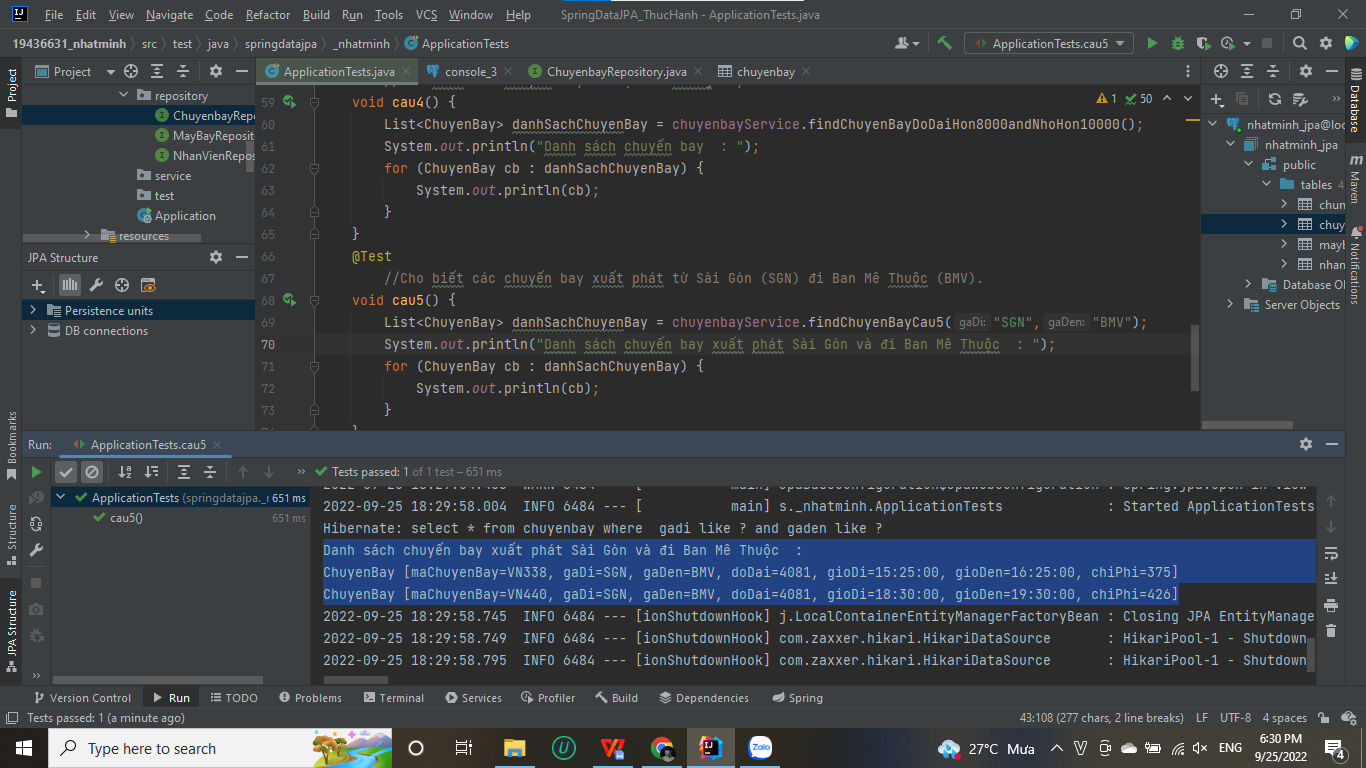 File Edit View Navigate Code Refactor Build Run Tools VCS Window Help SpringDataJPA_ThucHanh - ApplicationTests.java
19436631_nhatminh src test java springdatajpa _nhatminh ApplicationTests ApplicationTests.cau5
Project
Project
ApplicationTests.java console_3 ChuyenbayRepository.java chuyenbay
repository
ChuyenbayRepo
MayBayReposit
NhanVienRepos
service
test
Application
resources
JPA Structure
Persistence units
DB connections
1 50
59 void cau4() {
60 List<ChuyenBay> danhSachChuyenBay = chuyenbayService.findChuyenBayDoDaiHon8000andNhoHon10000();
61 System.out.println("Danh sách chuyến bay  : ");
62 for (ChuyenBay cb : danhSachChuyenBay) {
63 System.out.println(cb);
64 }
65 }
66 @Test
67 //Cho biết các chuyến bay xuất phát từ Sài Gòn (SGN) đi Ban Mê Thuộc (BMV).
68 void cau5() {
69 List<ChuyenBay> danhSachChuyenBay = chuyenbayService.findChuyenBayCau5( gaDi: "SGN", gaDen: "BMV");
70 System.out.println("Danh sách chuyến bay xuất phát Sài Gòn và đi Ban Mê Thuộc  : ");
71 for (ChuyenBay cb : danhSachChuyenBay) {
72 System.out.println(cb);
73 }
nhatminh_jpa@loc
nhatminh_jpa
public
tables 4
chun
chuy
mayb
nhan
Database Ob
Server Objects
Database
Maven
Notifications
Bookmarks
Structure
JPA Structure
Run: ApplicationTests.cau5
Tests passed: 1 of 1 test – 651 ms
ApplicationTests (springdatajpa._r 651 ms
cau5() 651 ms
2022-09-25 18:29:58.004  INFO 6484 --- [           main] s._nhatminh.ApplicationTests             : Started ApplicationTests
Hibernate: select * from chuyenbay where  gadi like ? and gaden like ?
Danh sách chuyến bay xuất phát Sài Gòn và đi Ban Mê Thuộc  :
ChuyenBay [maChuyenBay=VN338, gaDi=SGN, gaDen=BMV, doDai=4081, gioDi=15:25:00, gioDen=16:25:00, chiPhi=375]
ChuyenBay [maChuyenBay=VN440, gaDi=SGN, gaDen=BMV, doDai=4081, gioDi=18:30:00, gioDen=19:30:00, chiPhi=426]
2022-09-25 18:29:58.745  INFO 6484 --- [ionShutdownHook] j.LocalContainerEntityManagerFactoryBean : Closing JPA EntityManage
2022-09-25 18:29:58.749  INFO 6484 --- [ionShutdownHook] com.zaxxer.hikari.HikariDataSource       : HikariPool-1 - Shutdown
2022-09-25 18:29:58.795  INFO 6484 --- [ionShutdownHook] com.zaxxer.hikari.HikariDataSource       : HikariPool-1 - Shutdown
Version Control Run TODO Problems Terminal Services Profiler Build Dependencies Spring
Tests passed: 1 (a minute ago) 43:108 (277 chars, 2 line breaks) LF UTF-8 4 spaces
Type here to search 27°C Mưa ENG 6:30 PM
9/25/2022
4
Zalo